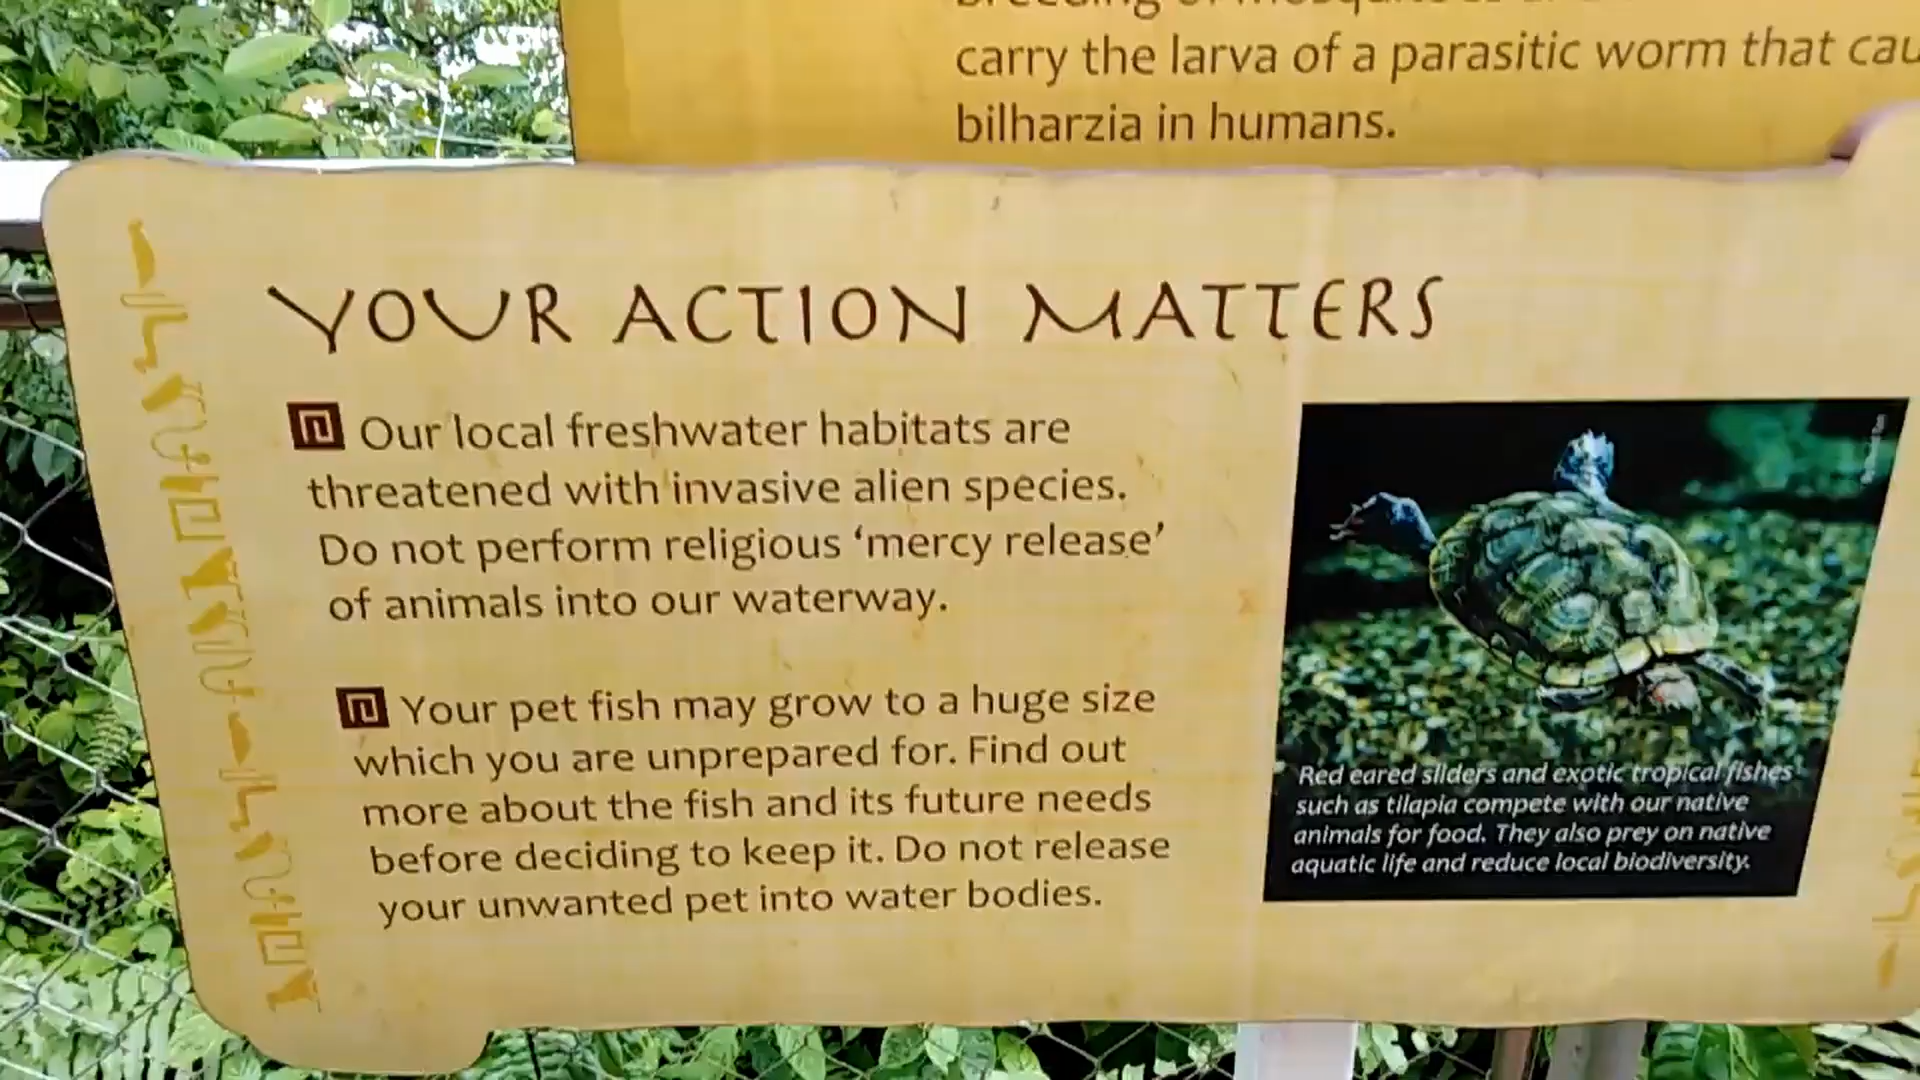 carry the larva of a parasitic worm that
bilharzia in humans.
YOUR ACTION MATTERS
Our local freshwater habitats are
threatened with invasive alien species.
Do not perform religious ‘mercy release’
of animals into our waterway.
Your pet fish may grow to a huge size
which you are unprepared for. Find out
more about the fish and its future needs
before deciding to keep it. Do not release
your unwanted pet into water bodies.
Red eared sliders and exotic tropical fishes
such as tilapia compete with our native
animals for food. They also prey on native
aquatic life and reduce local biodiversity.